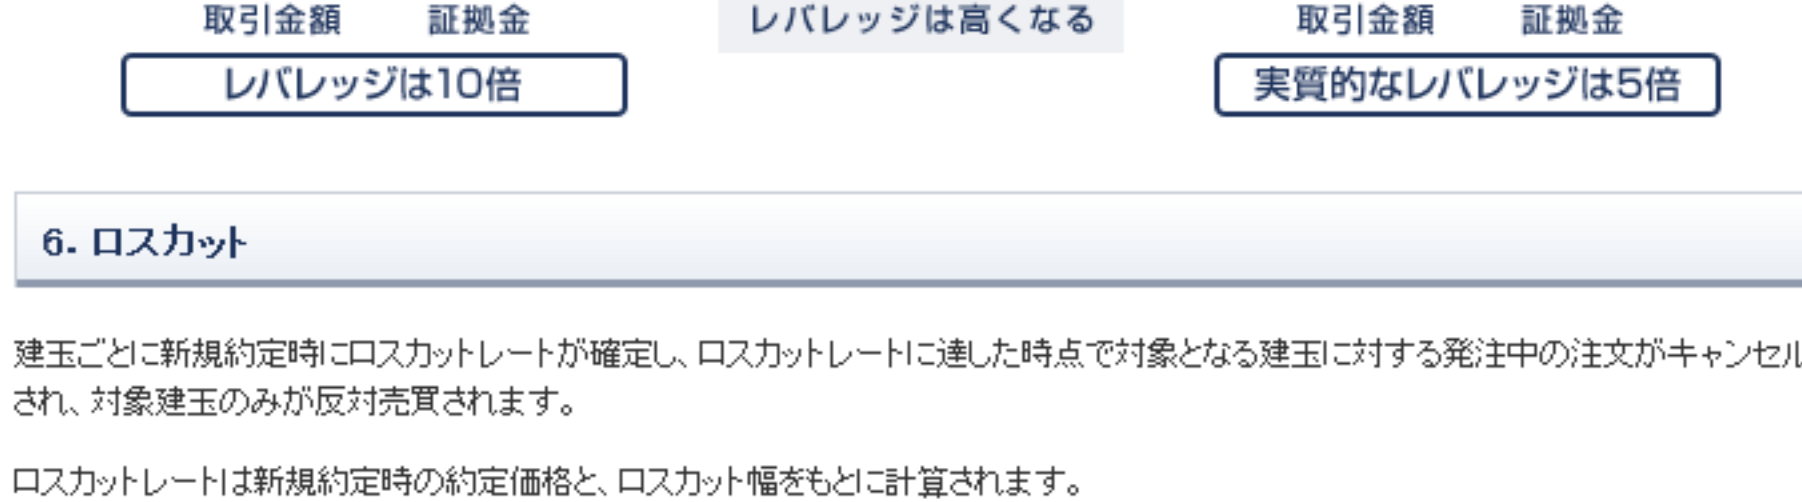 取引金額 証拠金 レバレッジは高くなる 取引金額 証拠金
レバレッジは10倍 実質的なレバレッジは5倍
6. ロスカット
建玉ごとに新規約定時にロスカットレートが確定し、ロスカットレートに達した時点で対象となる建玉に対する発注中の注文がキャンセル
され、対象建玉のみが反対売買されます。
ロスカットレートは新規約定時の約定価格と、ロスカット幅をもとに計算されます。